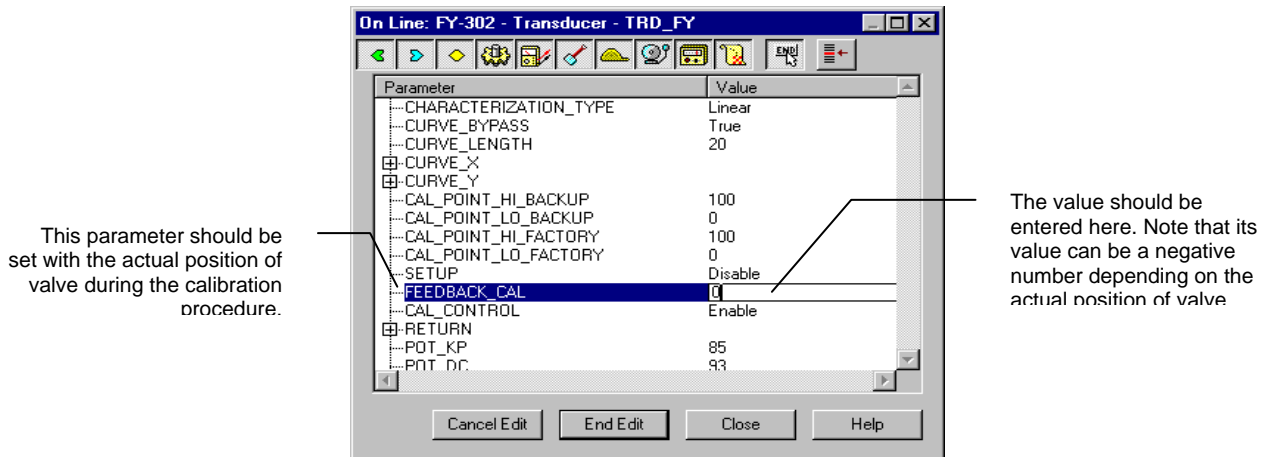 On Line: FY-302 - Transducer - TRD_FY
END!
Parameter Value
CHARACTERIZATION_TYPE Linear
CURVE_BYPASS True
CURVE_LENGTH 20
CURVE_X
CURVE_Y
CAL_POINT_HI_BACKUP 100
CAL_POINT_LO_BACKUP 0
CAL_POINT_HI_FACTORY 100
CAL_POINT_LO_FACTORY 0
SETUP Disable
FEEDBACK_CAL 0
CAL_CONTROL Enable
RETURN
POT_KP 85
POT_DC 93
Cancel Edit End Edit Close Help
This parameter should be
set with the actual position of
valve during the calibration
procedure.
The value should be
entered here. Note that its
value can be a negative
number depending on the
actual position of valve